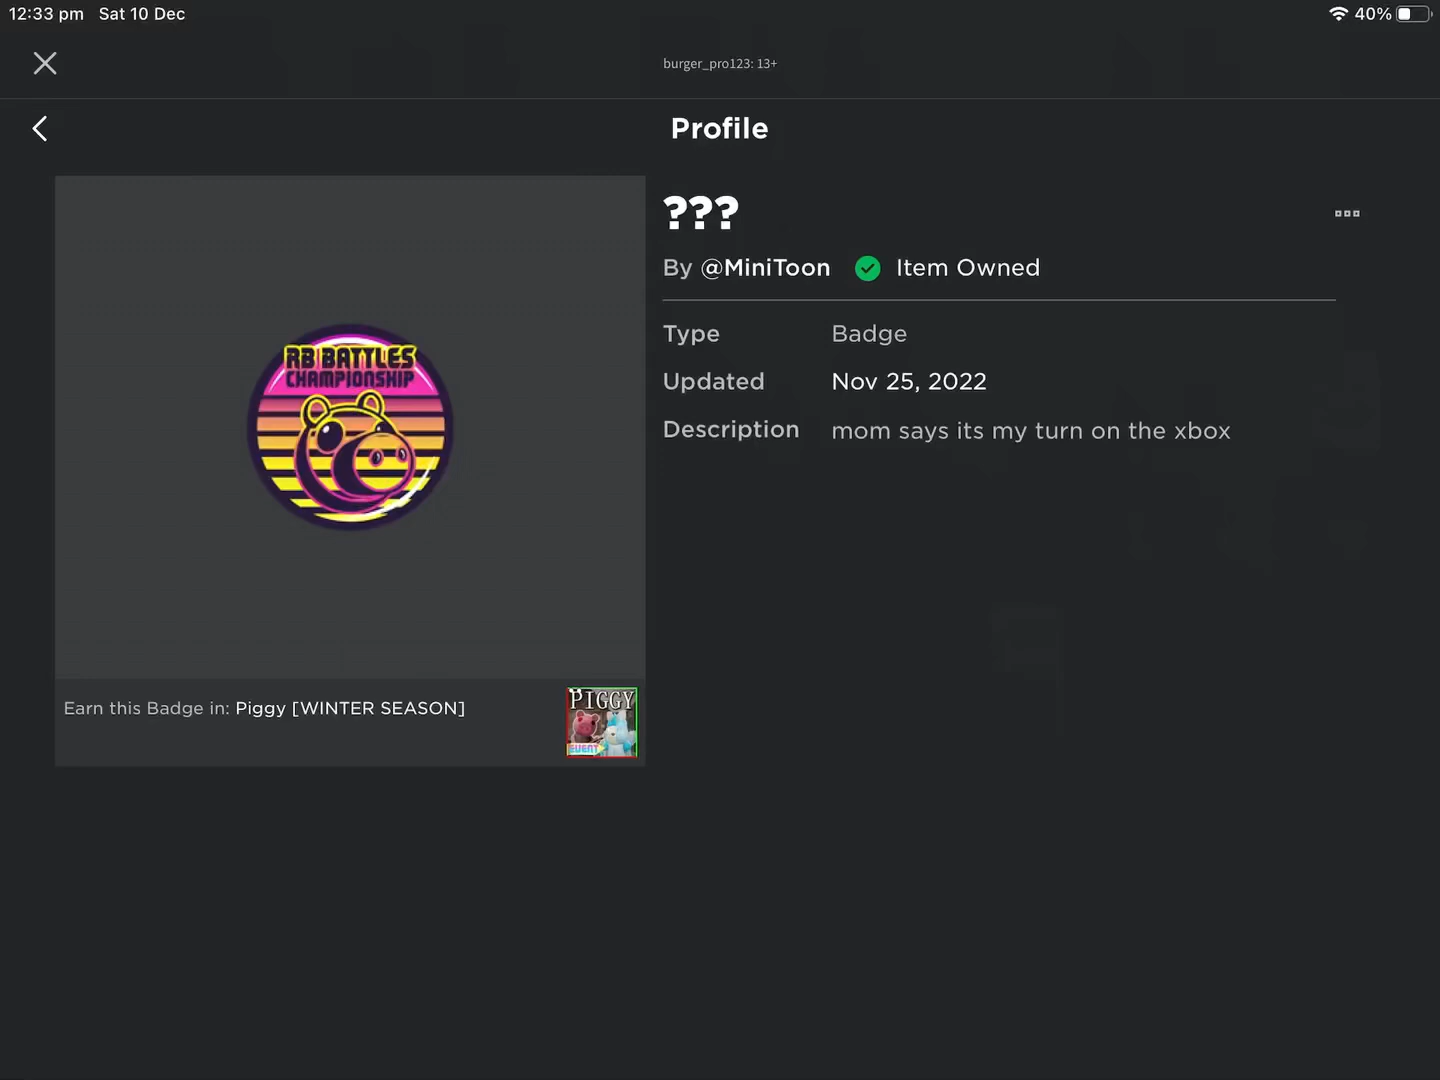 12:33 pm Sat 10 Dec
40%
burger_pro123: 13+
Profile
RB BATTLES
CHAMPIONSHIP
???
By @MiniToon Item Owned
Type Badge
Updated Nov 25, 2022
Description mom says its my turn on the xbox
Earn this Badge in: Piggy [WINTER SEASON]
PIGGY
EVENT